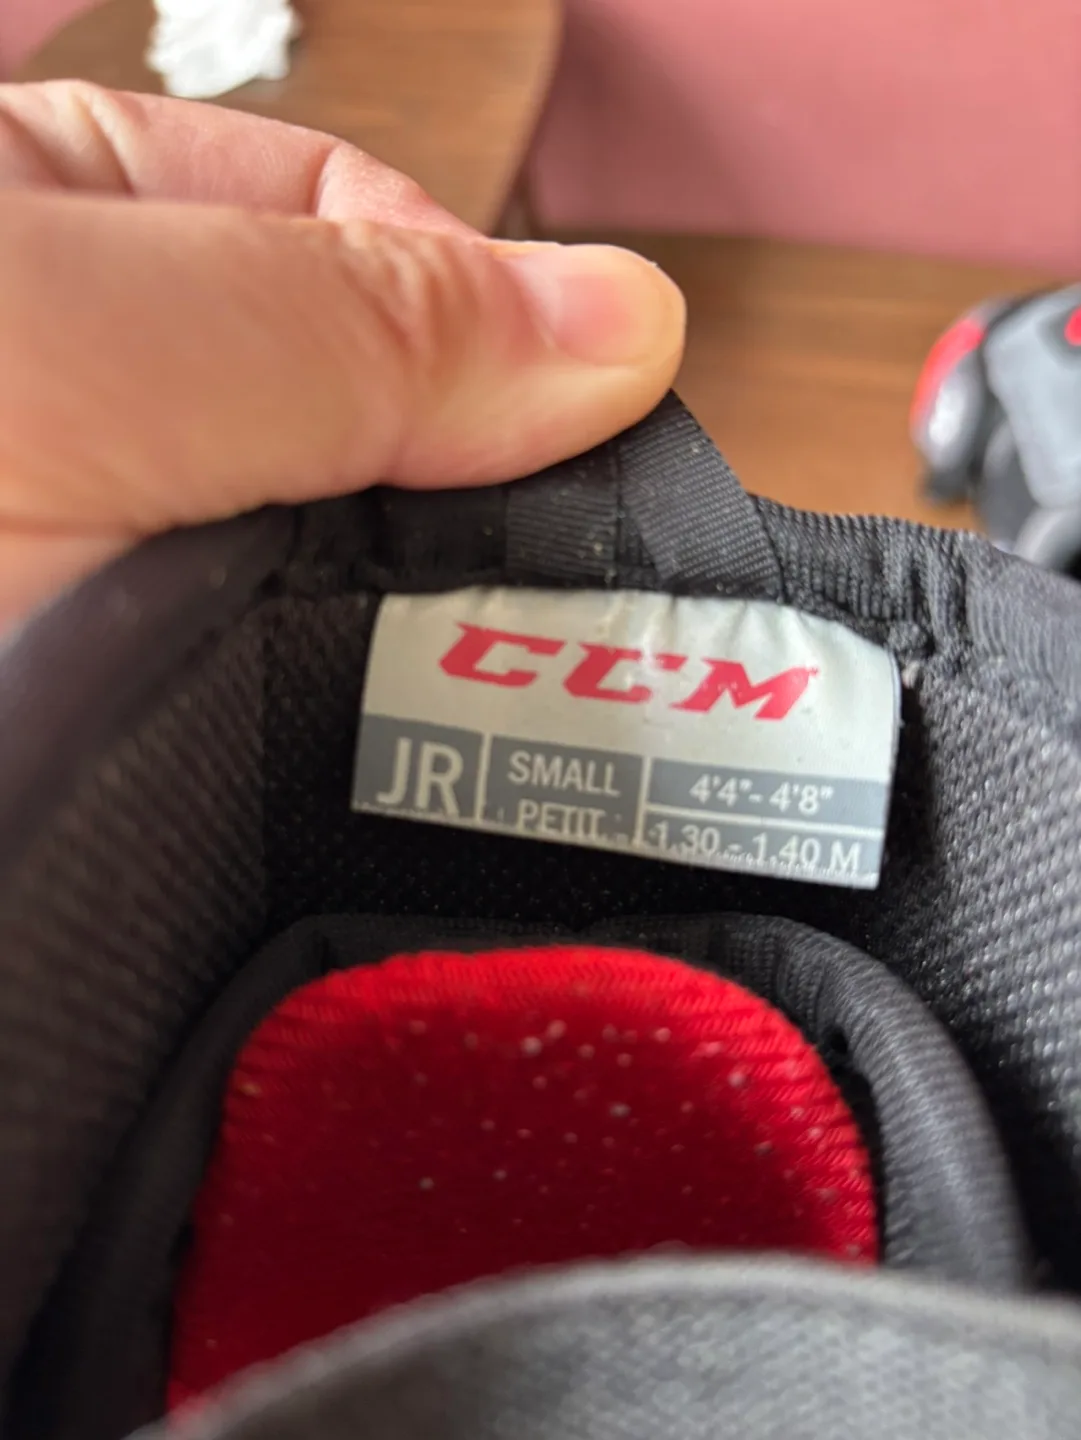 CCM
JR
SMALL
PETIT
4'4"- 4'8"
1.30 - 1.40 M